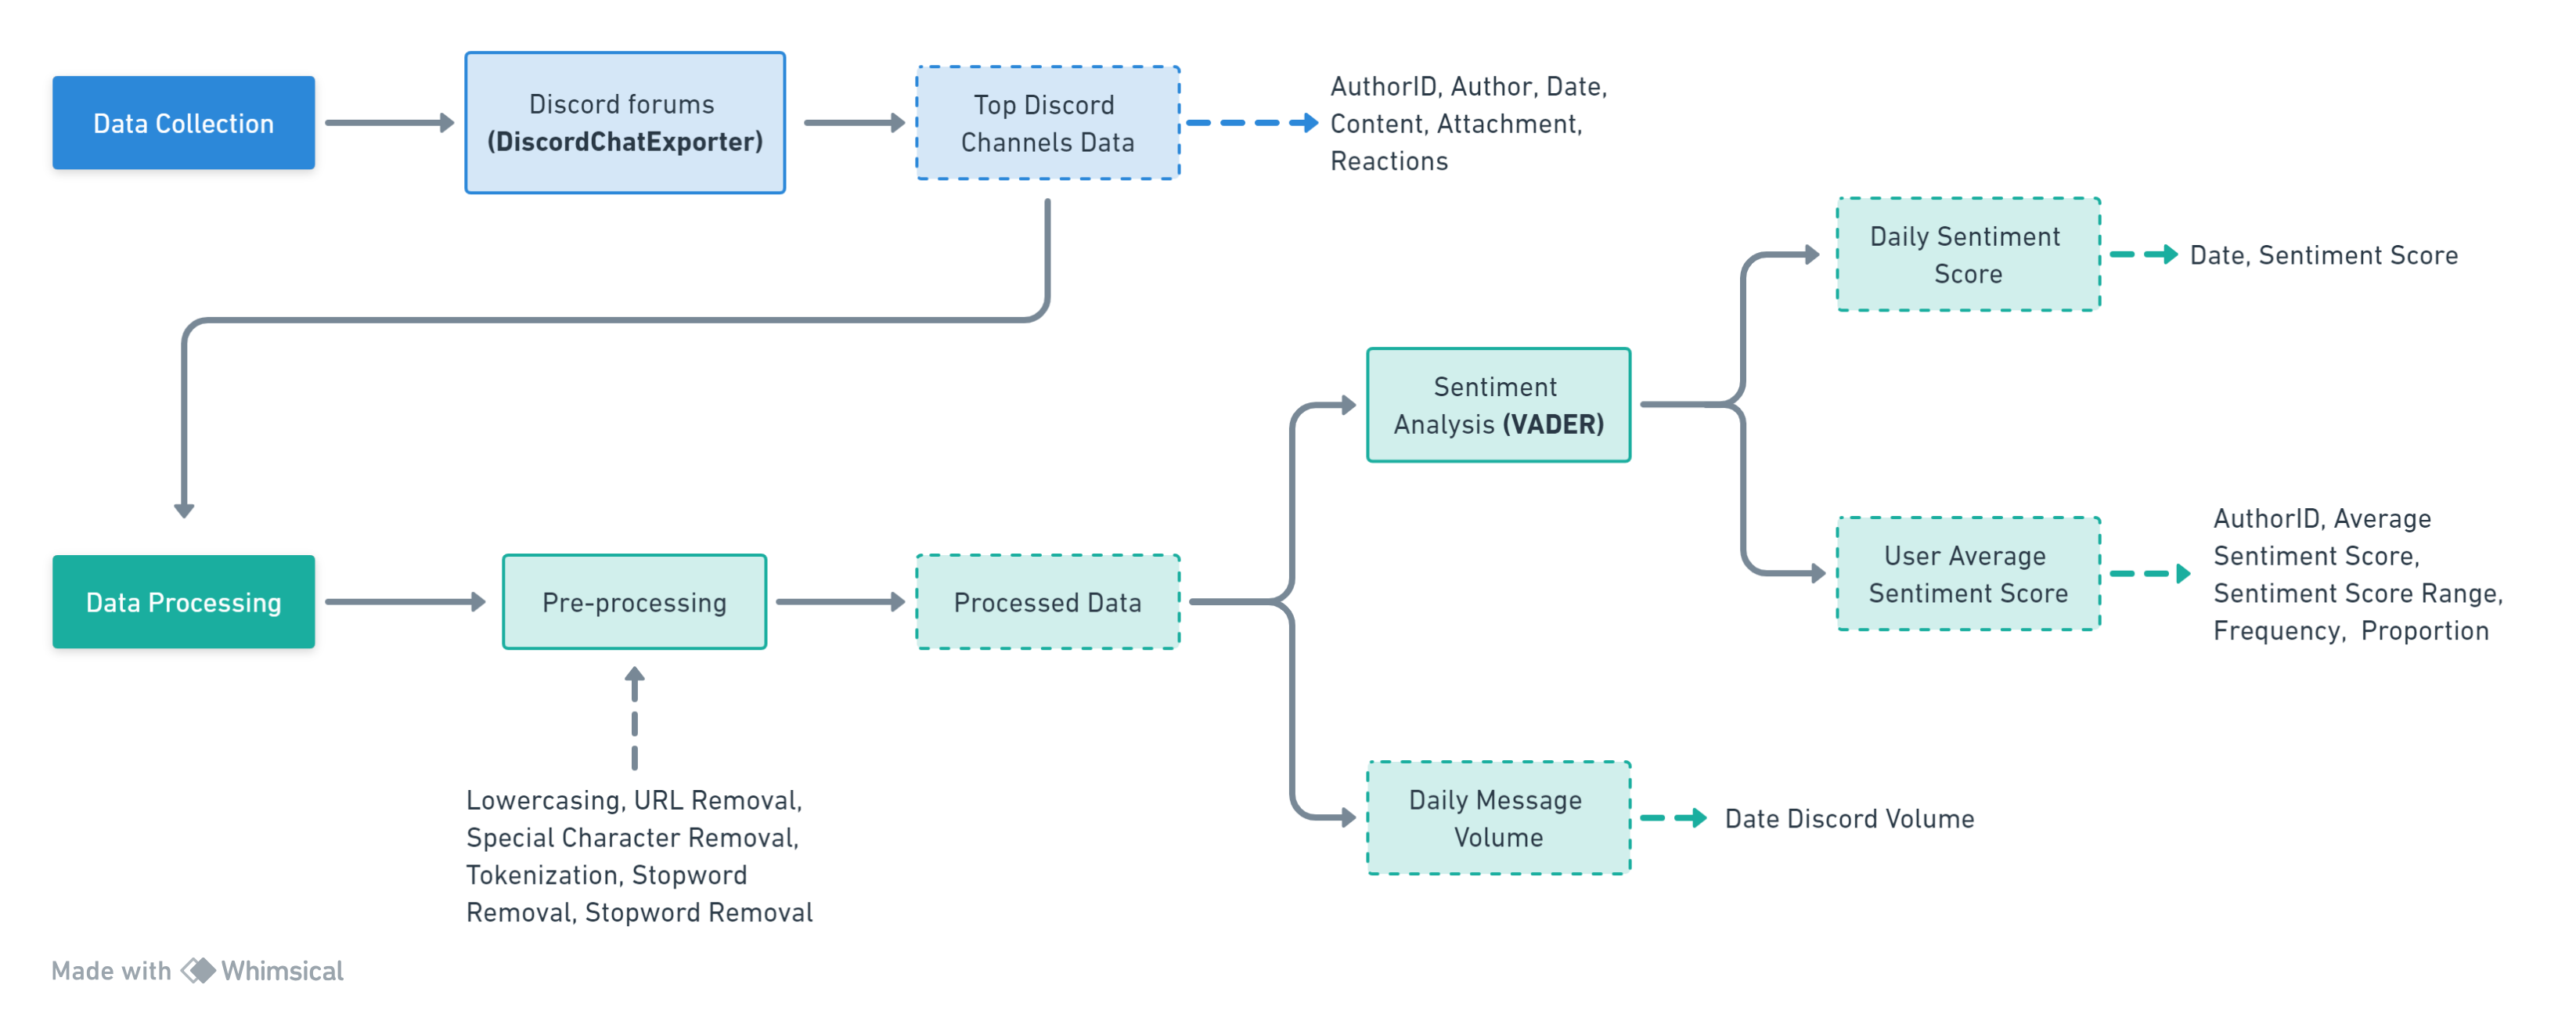 Data Collection
Discord forums
(DiscordChatExporter)
Top Discord
Channels Data
AuthorID, Author, Date,
Content, Attachment,
Reactions
Daily Sentiment
Score
Date, Sentiment Score
Sentiment
Analysis (VADER)
User Average
Sentiment Score
AuthorID, Average
Sentiment Score,
Sentiment Score Range,
Frequency,  Proportion
Data Processing
Pre-processing
Processed Data
Lowercasing, URL Removal,
Special Character Removal,
Tokenization, Stopword
Removal, Stopword Removal
Daily Message
Volume
Date Discord Volume
Made with Whimsical